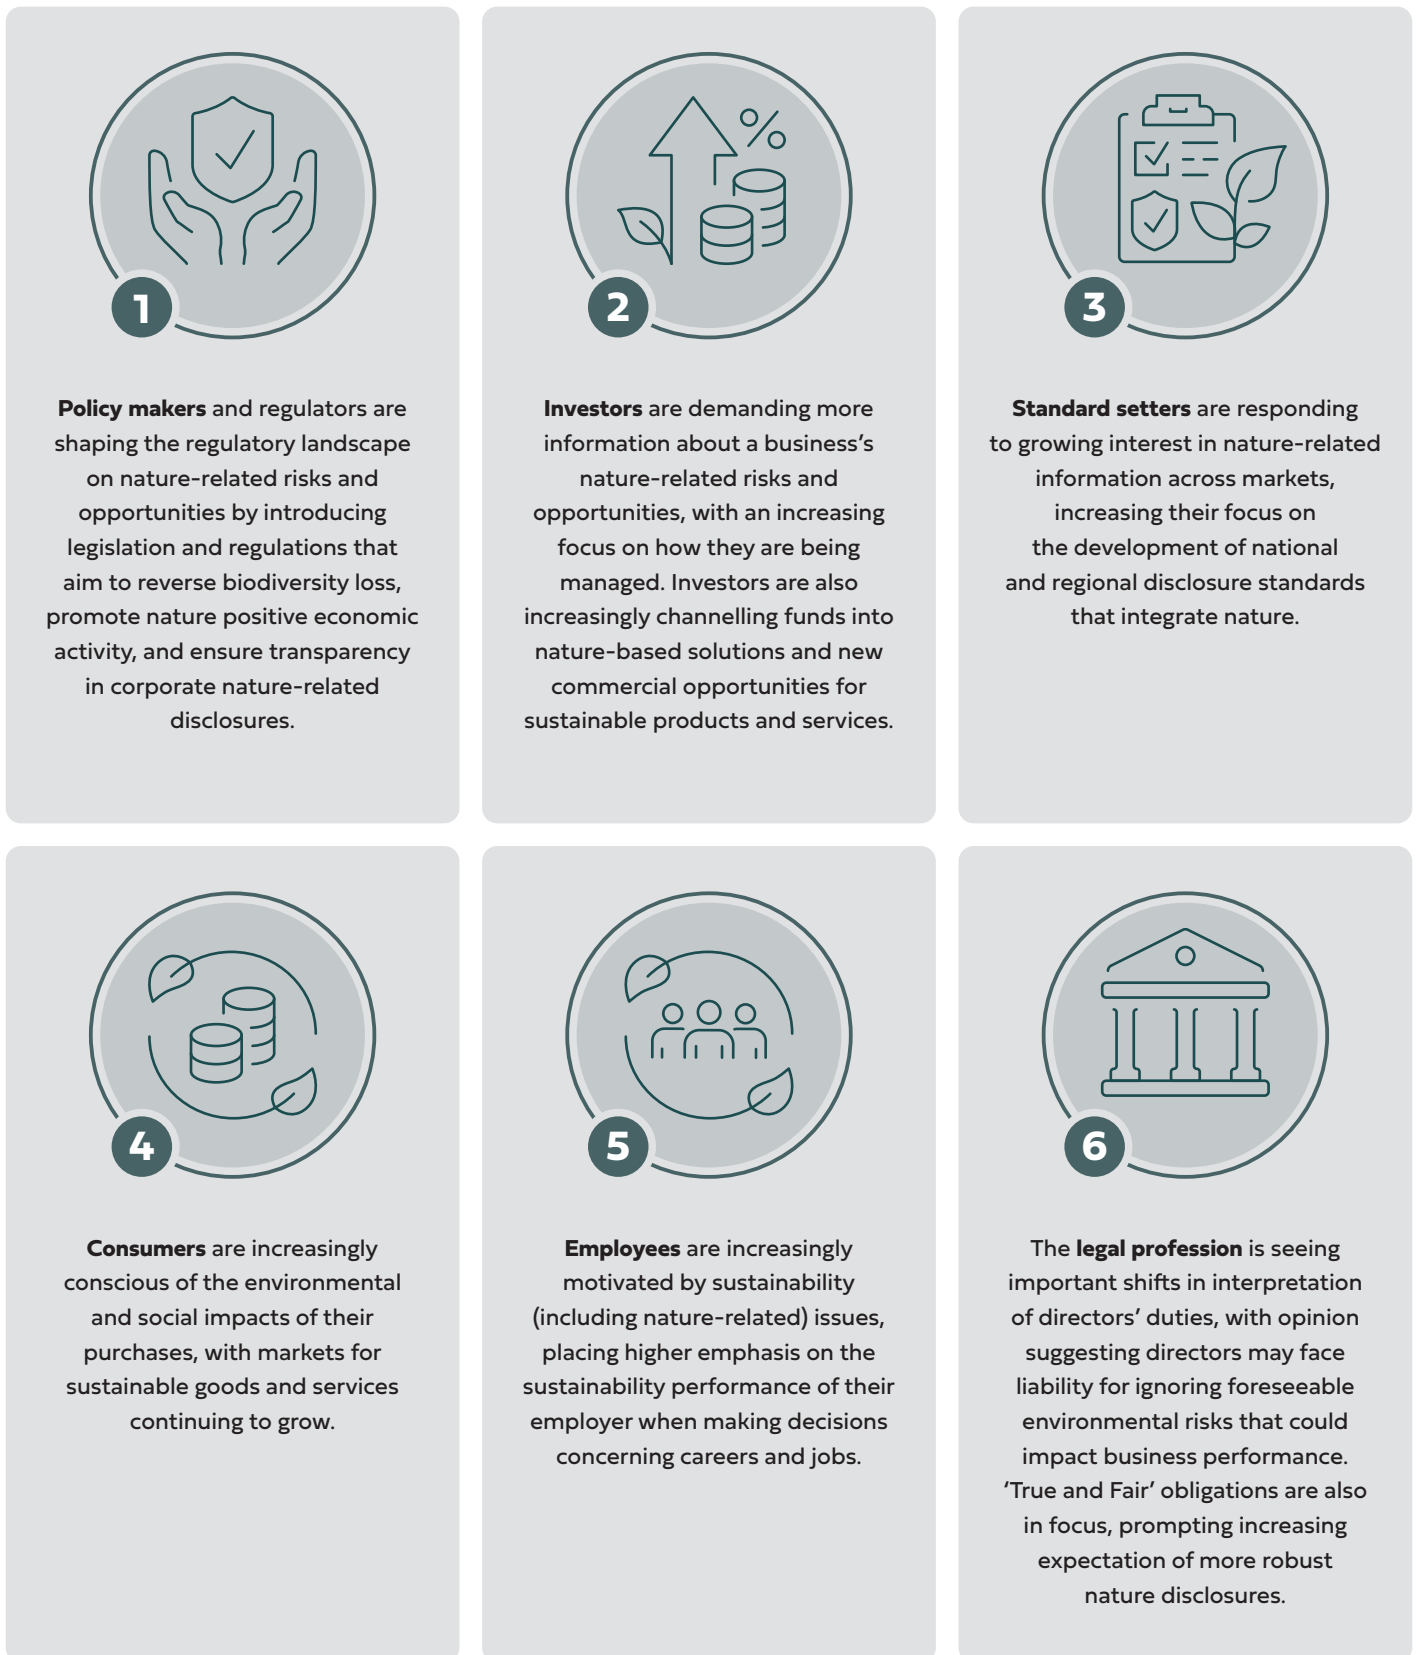 1
Policy makers and regulators are
shaping the regulatory landscape
on nature-related risks and
opportunities by introducing
legislation and regulations that
aim to reverse biodiversity loss,
promote nature positive economic
activity, and ensure transparency
in corporate nature-related
disclosures.
2
Investors are demanding more
information about a business’s
nature-related risks and
opportunities, with an increasing
focus on how they are being
managed. Investors are also
increasingly channelling funds into
nature-based solutions and new
commercial opportunities for
sustainable products and services.
3
Standard setters are responding
to growing interest in nature-related
information across markets,
increasing their focus on
the development of national
and regional disclosure standards
that integrate nature.
4
Consumers are increasingly
conscious of the environmental
and social impacts of their
purchases, with markets for
sustainable goods and services
continuing to grow.
5
Employees are increasingly
motivated by sustainability
(including nature-related) issues,
placing higher emphasis on the
sustainability performance of their
employer when making decisions
concerning careers and jobs.
6
The legal profession is seeing
important shifts in interpretation
of directors’ duties, with opinion
suggesting directors may face
liability for ignoring foreseeable
environmental risks that could
impact business performance.
‘True and Fair’ obligations are also
in focus, prompting increasing
expectation of more robust
nature disclosures.